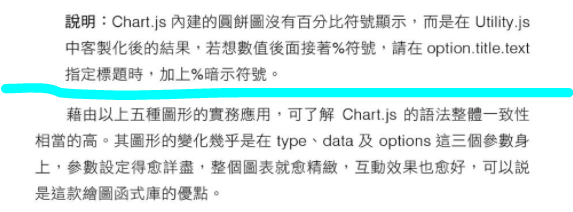 說明：Chart.js 內建的圓餅圖沒有百分比符號顯示，而是在 Utility.js
中客製化後的結果，若想數值後面接著%符號，請在 option.title.text
指定標題時，加上%暗示符號。
藉由以上五種圖形的實務應用，可了解 Chart.js 的語法整體一致性
相當的高。其圖形的變化幾乎是在 type、data 及 options 這三個參數身
上，參數設定得愈詳盡，整個圖表就愈精緻，互動效果也愈好，可以說
是這款繪圖函式庫的優點。